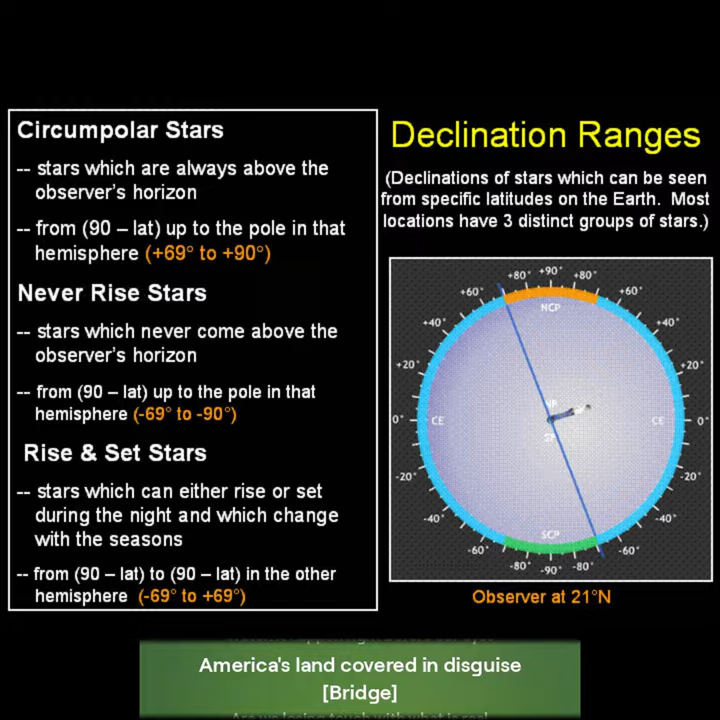 Circumpolar Stars
-- stars which are always above the
observer's horizon
-- from (90 – lat) up to the pole in that
hemisphere (+69° to +90°)
Never Rise Stars
-- stars which never come above the
observer's horizon
-- from (90 – lat) up to the pole in that
hemisphere (-69° to -90°)
Rise & Set Stars
-- stars which can either rise or set
during the night and which change
with the seasons
-- from (90 – lat) to (90 – lat) in the other
hemisphere (-69° to +69°)
Declination Ranges
(Declinations of stars which can be seen
from specific latitudes on the Earth. Most
locations have 3 distinct groups of stars.)
+80° +90° +80°
+60° +60°
NCP
+40° +40°
+20° +20°
0° CE CE 0°
-20° -20°
-40° -40°
SCP
-60° -60°
-80° -90° -80°
Observer at 21°N
America's land covered in disguise
[Bridge]